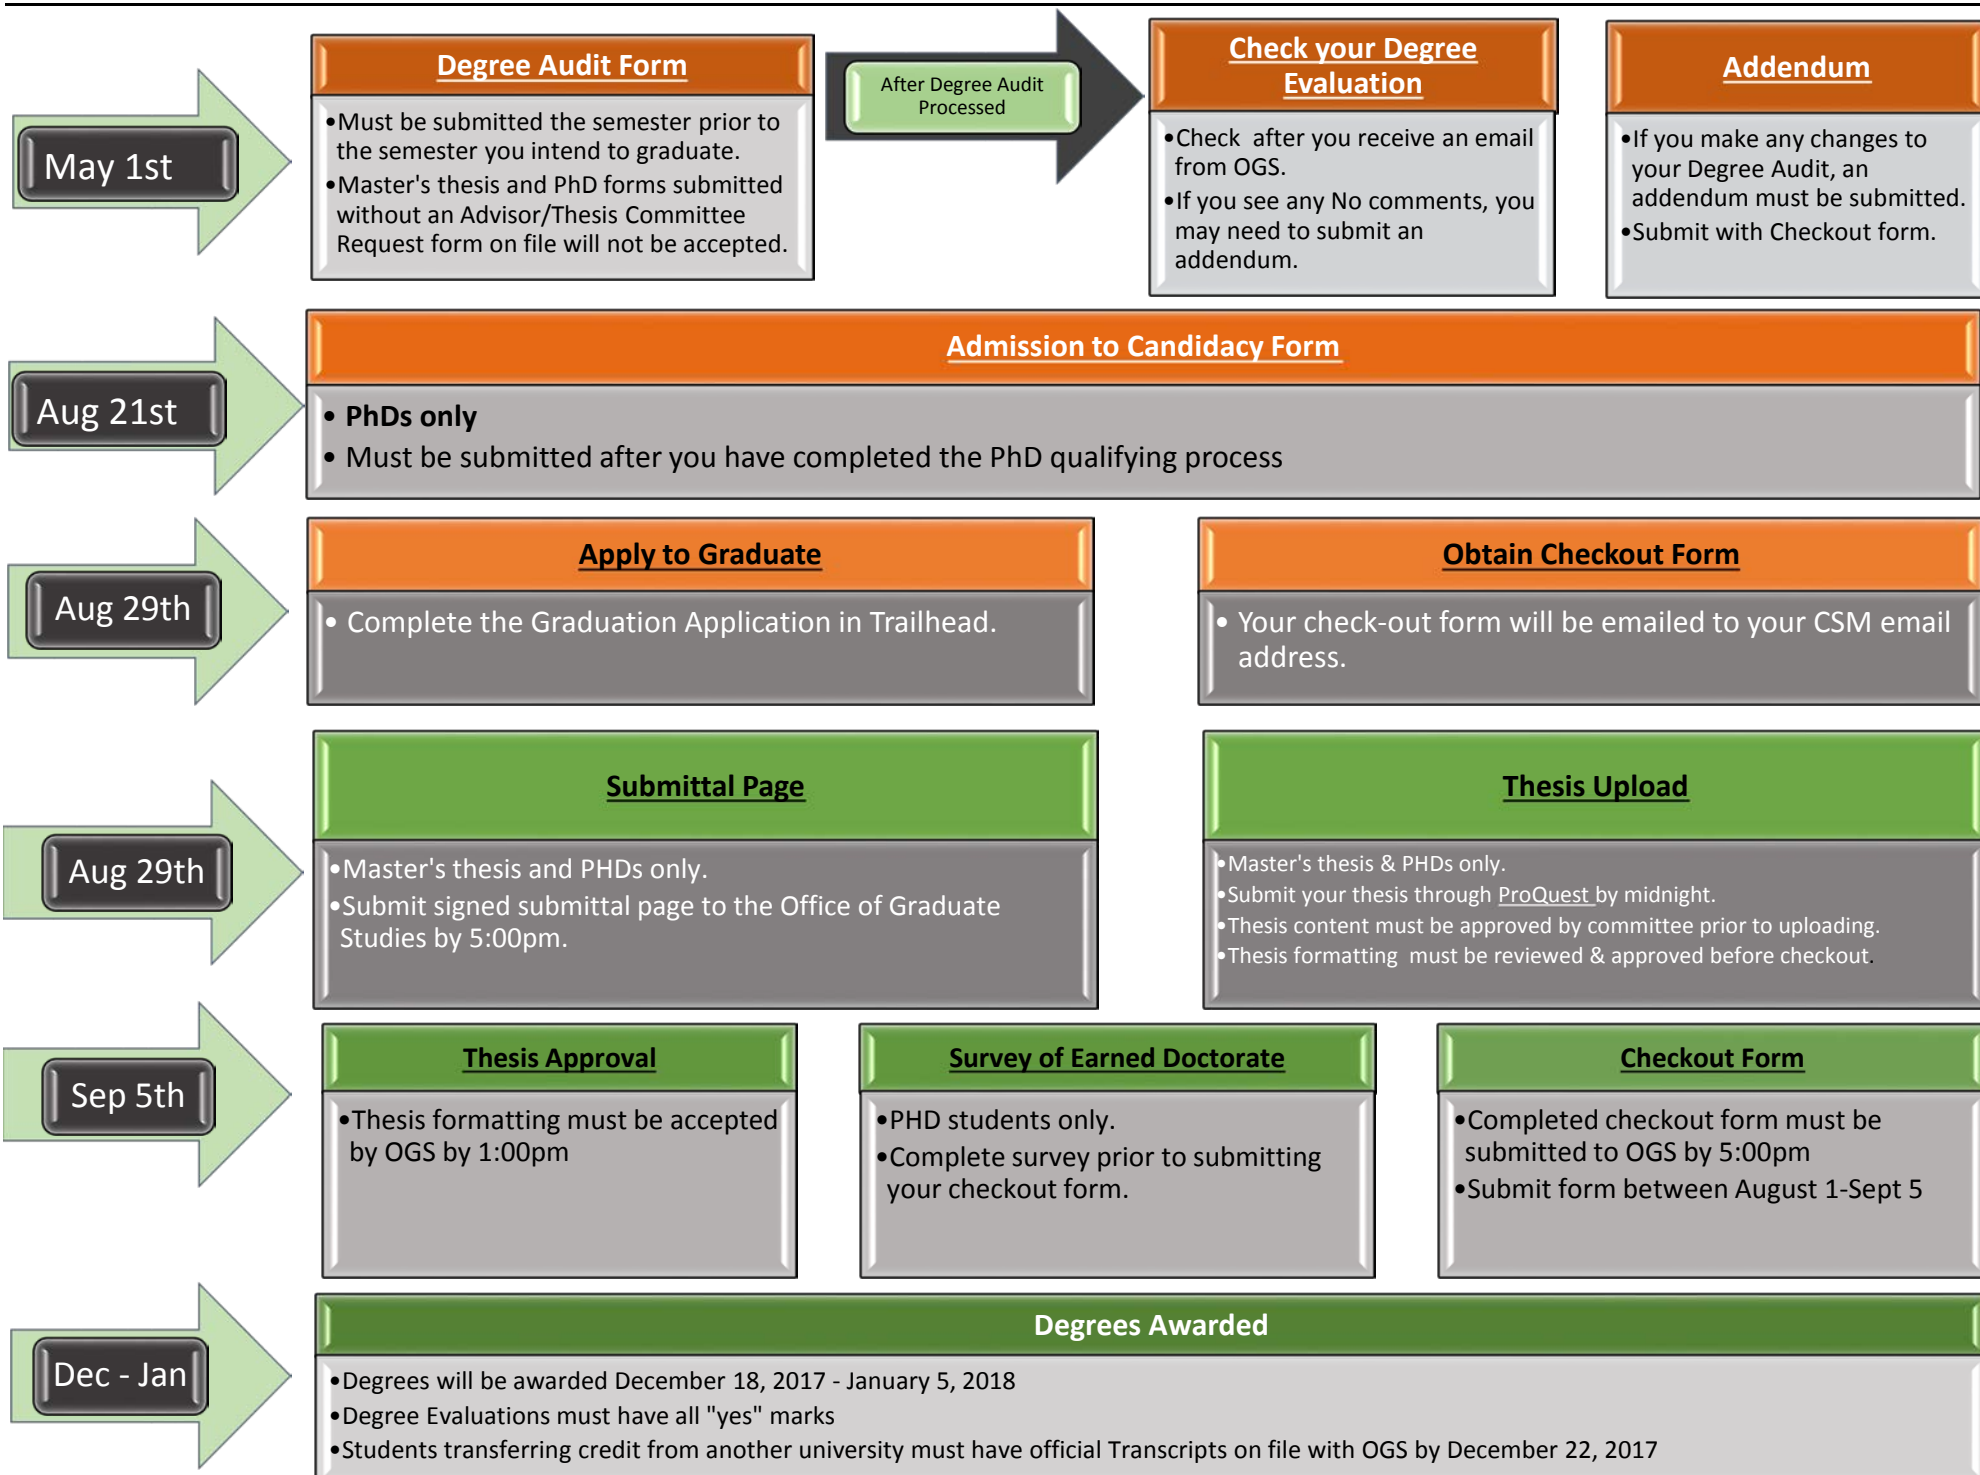 May 1st
Degree Audit Form
•Must be submitted the semester prior to
the semester you intend to graduate.
•Master's thesis and PhD forms submitted
without an Advisor/Thesis Committee
Request form on file will not be accepted.
After Degree Audit
Processed
Check your Degree
Evaluation
•Check  after you receive an email
from OGS.
•If you see any No comments, you
may need to submit an
addendum.
Addendum
•If you make any changes to
your Degree Audit, an
addendum must be submitted.
•Submit with Checkout form.
Aug 21st
Admission to Candidacy Form
• PhDs only
• Must be submitted after you have completed the PhD qualifying process
Aug 29th
Apply to Graduate
• Complete the Graduation Application in Trailhead.
Obtain Checkout Form
• Your check-out form will be emailed to your CSM email
address.
Aug 29th
Submittal Page
•Master's thesis and PHDs only.
•Submit signed submittal page to the Office of Graduate
Studies by 5:00pm.
Thesis Upload
•Master's thesis & PHDs only.
•Submit your thesis through ProQuest by midnight.
•Thesis content must be approved by committee prior to uploading.
•Thesis formatting  must be reviewed & approved before checkout.
Sep 5th
Thesis Approval
•Thesis formatting must be accepted
by OGS by 1:00pm
Survey of Earned Doctorate
•PHD students only.
•Complete survey prior to submitting
your checkout form.
Checkout Form
•Completed checkout form must be
submitted to OGS by 5:00pm
•Submit form between August 1-Sept 5
Dec - Jan
Degrees Awarded
•Degrees will be awarded December 18, 2017 - January 5, 2018
•Degree Evaluations must have all "yes" marks
•Students transferring credit from another university must have official Transcripts on file with OGS by December 22, 2017